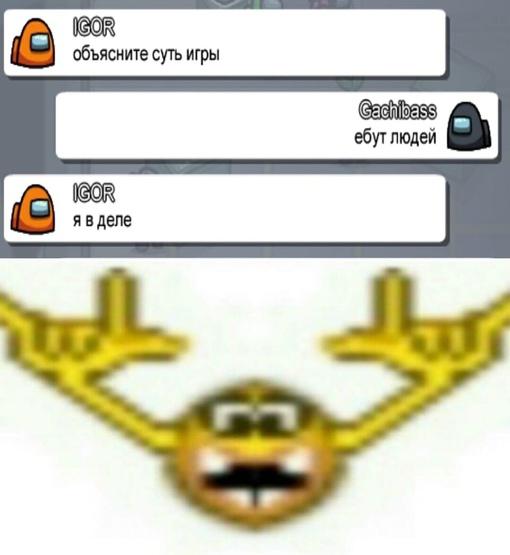 IGOR
объясните суть игры
Gachibass
ебут людей
IGOR
я в деле